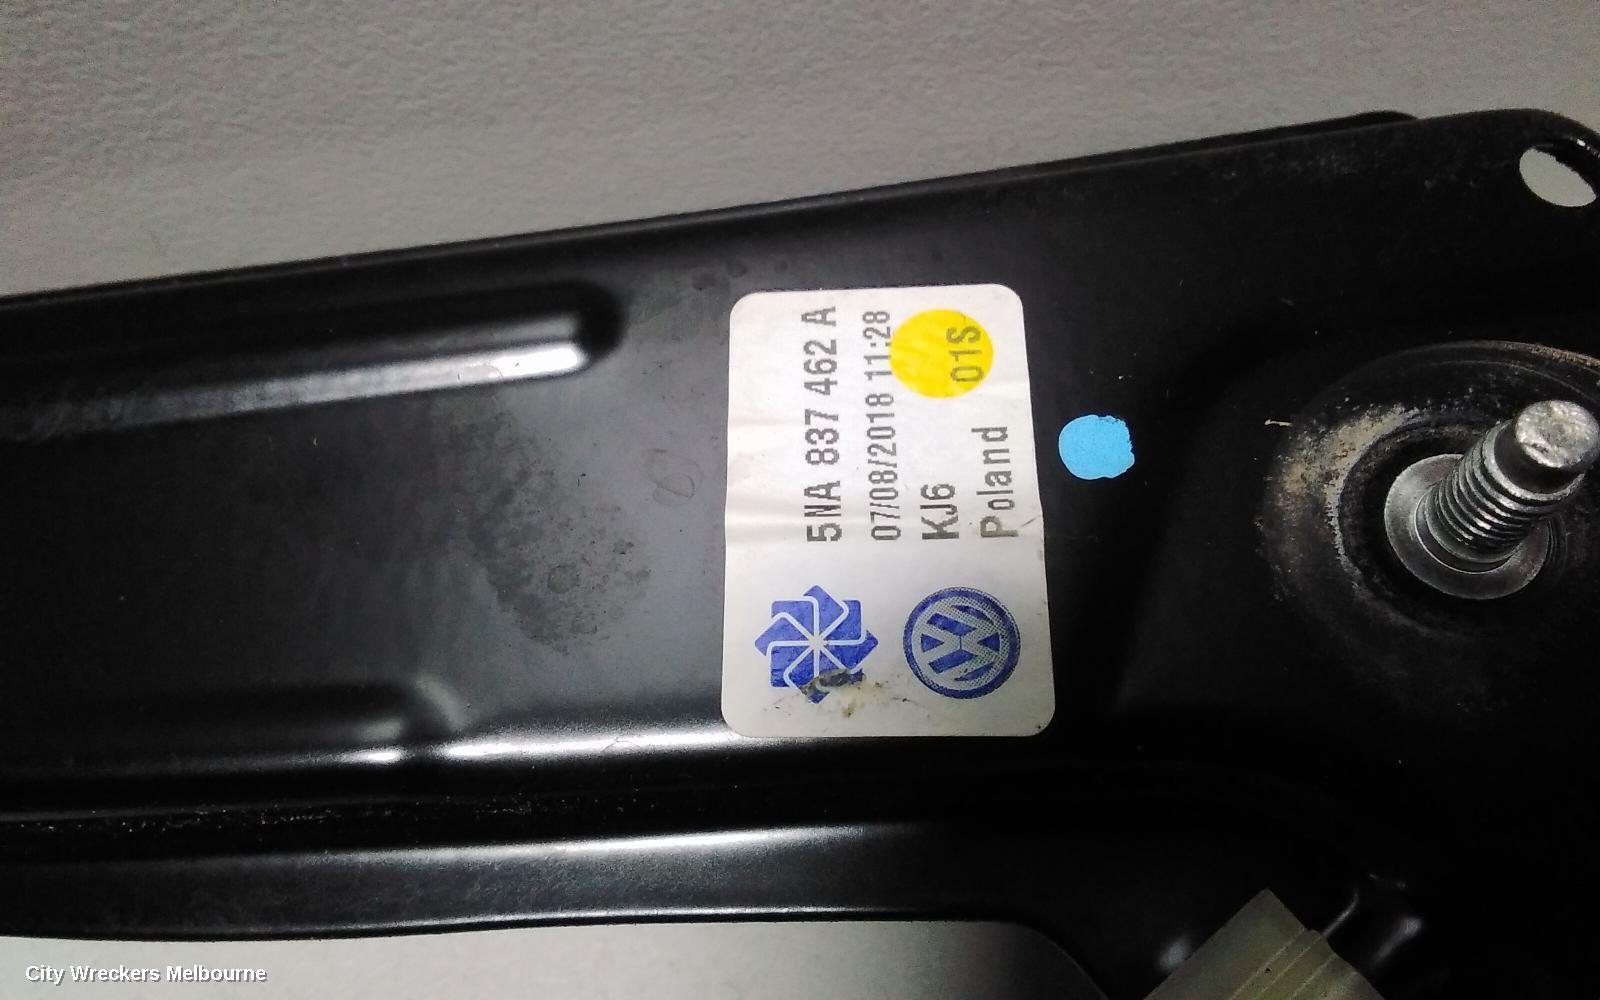 5NA 837 462 A
07/08/2018 11:28
KJ6 01S
Poland
City Wreckers Melbourne